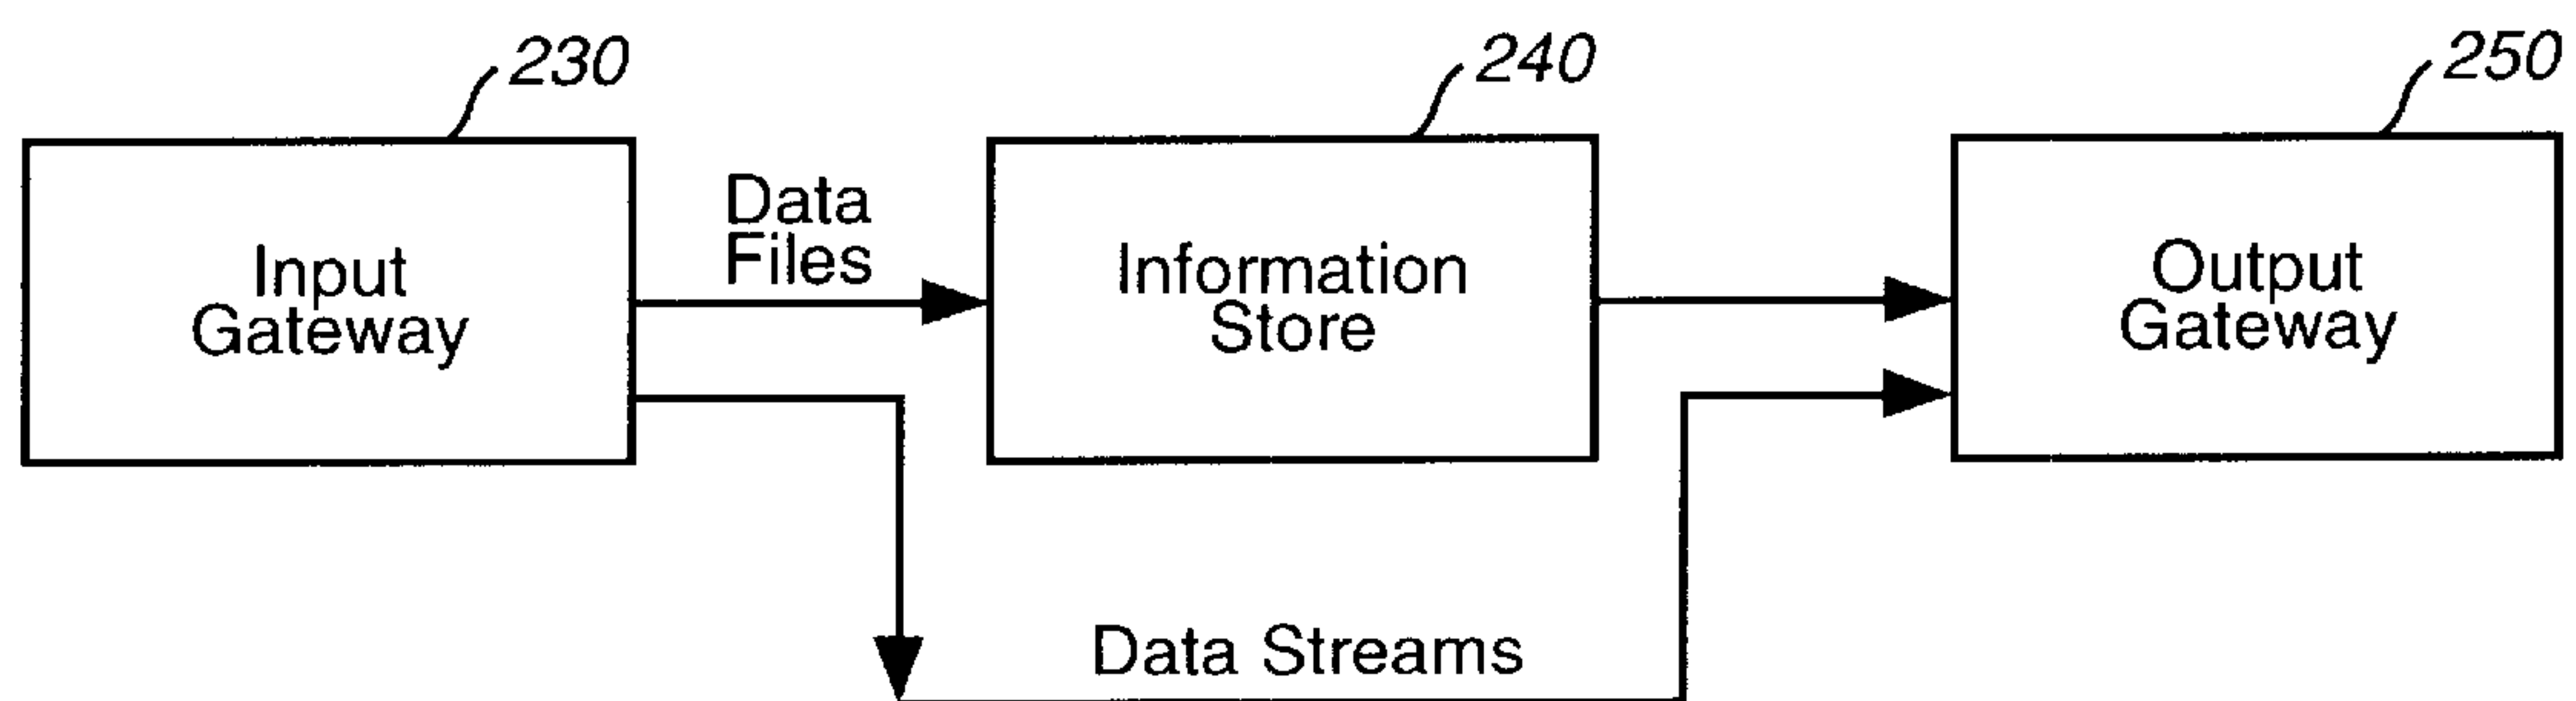 230
240
250
Input
Gateway
Data
Files
Information
Store
Output
Gateway
Data Streams